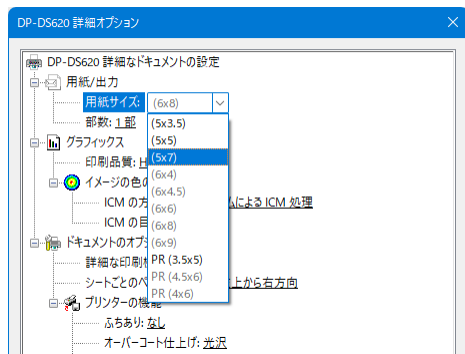 DP-DS620 詳細オプション
DP-DS620 詳細なドキュメントの設定
用紙/出力
用紙サイズ: (6x8)
部数: 1 部
(5x3.5)
(5x5)
(5x7)
(6x4)
(6x4.5)
(6x6)
(6x8)
(6x9)
PR (3.5x5)
PR (4.5x6)
PR (4x6)
グラフィックス
印刷品質: H
イメージの色の
ICM の方 ムによる ICM 処理
ICM の目
ドキュメントのオプ
詳細な印刷
シートごとのペ 上から右方向
プリンターの機能
ふちあり: なし
オーバーコート仕上げ: 光沢